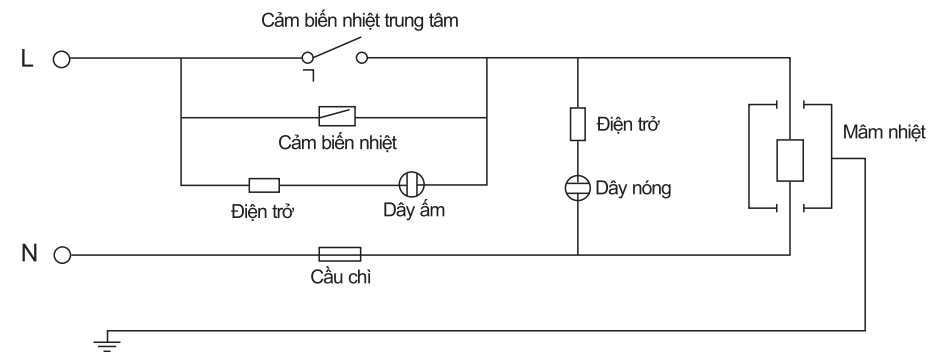 Cảm biến nhiệt trung tâm
L
Cảm biến nhiệt
Điện trở
Dây ấm
Điện trở
Dây nóng
Mâm nhiệt
N
Cầu chì